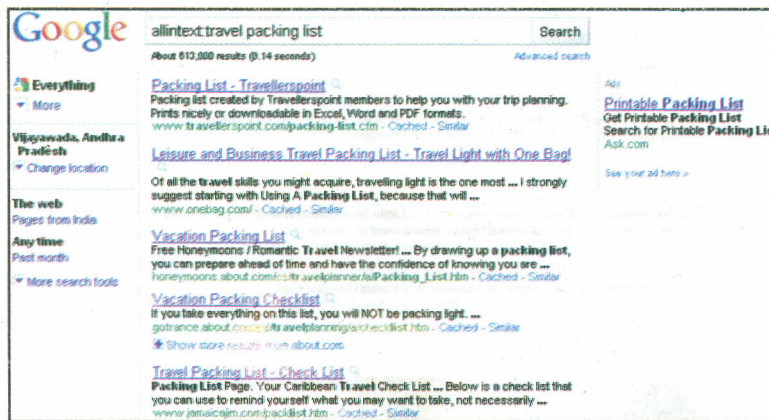 Google
allintext:travel packing list
Search
About 613,000 results (0.14 seconds)
Advanced search
Everything
More
Vijayawada, Andhra
Pradesh
Change location
The web
Pages from India
Any time
Past month
More search tools
Packing List - Travellerspoint
Packing list created by Travellerspoint members to help you with your trip planning.
Prints nicely or downloadable in Excel, Word and PDF formats.
www.travellerspoint.com/packing-list.cfm - Cached - Similar
Leisure and Business Travel Packing List - Travel Light with One Bag!
Of all the travel skills you might acquire, travelling light is the one most ... I strongly
suggest starting with Using A Packing List, because that will ...
www.onebag.com/ - Cached - Similar
Vacation Packing List
Free Honeymoons / Romantic Travel Newsletter! ... By drawing up a packing list,
you can prepare ahead of time and have the confidence of knowing you are ...
honeymoons.about.com/cs/travelplanner/a/Packing_List.htm - Cached - Similar
Vacation Packing Checklist
If you take everything on this list, you will NOT be packing light. ...
gofrance.about.com/travelplanning/a/checklist.htm - Cached - Similar
Show more results from about.com
Travel Packing List - Check List
Packing List Page. Your Caribbean Travel Check List ... Below is a check list that
you can use to remind yourself what you may want to take, not necessarily ...
www.jamaicajim.com/packlist.htm - Cached - Similar
Ads
Printable Packing List
Get Printable Packing List
Search for Printable Packing Lis
Ask.com
See your ad here »